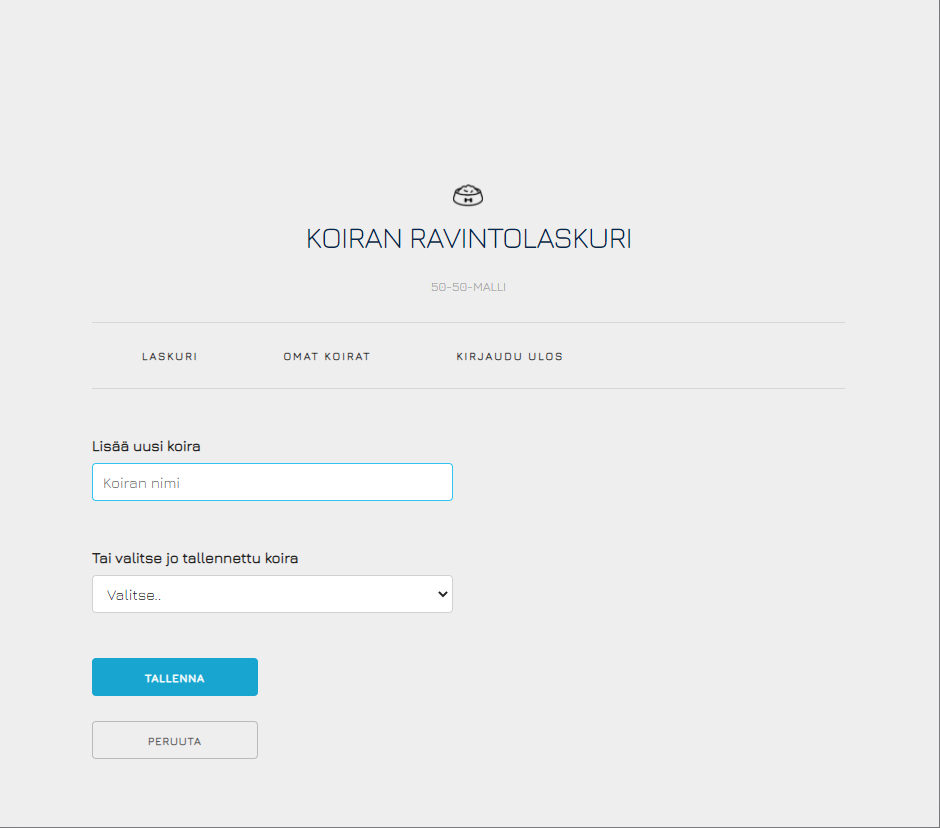 KOIRAN RAVINTOLASKURI
50-50-MALLI
LASKURI OMAT KOIRAT KIRJAUDU ULOS
Lisää uusi koira
Koiran nimi
Tai valitse jo tallennettu koira
Valitse..
TALLENNA
PERUUTA